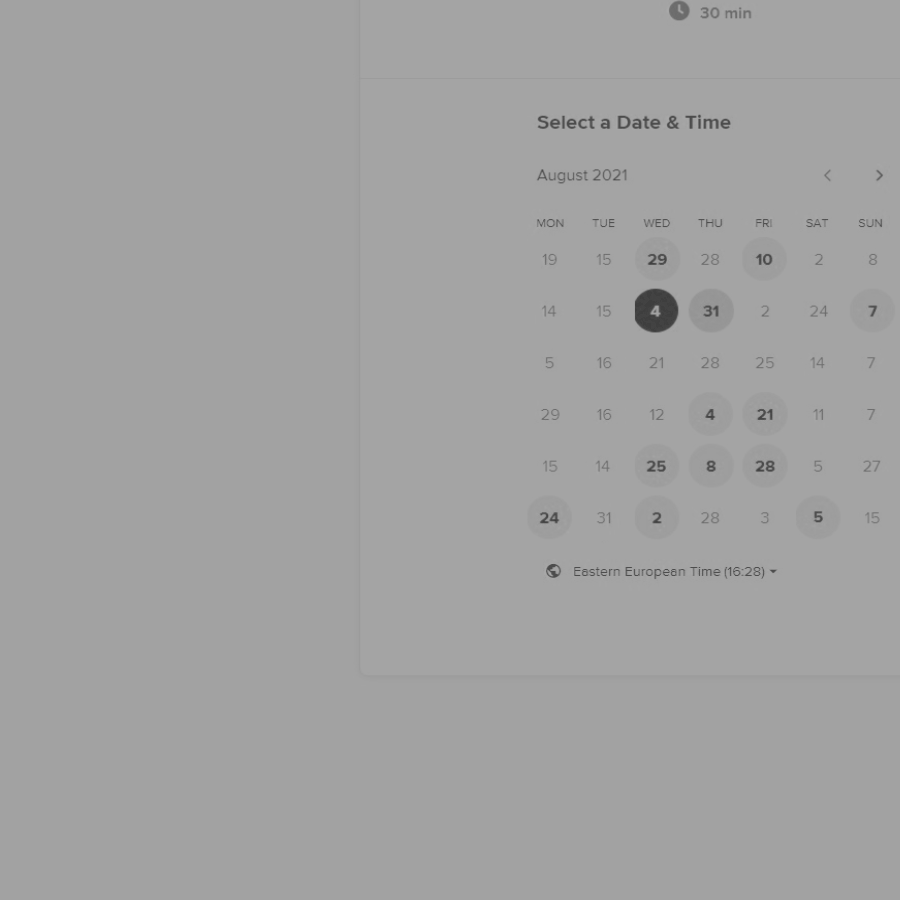 30 min
Select a Date & Time
August 2021
MON TUE WED THU FRI SAT SUN
19 15 29 28 10 2 8
14 15 4 31 2 24 7
5 16 21 28 25 14 7
29 16 12 4 21 11 7
15 14 25 8 28 5 27
24 31 2 28 3 5 15
Eastern European Time (16:28)